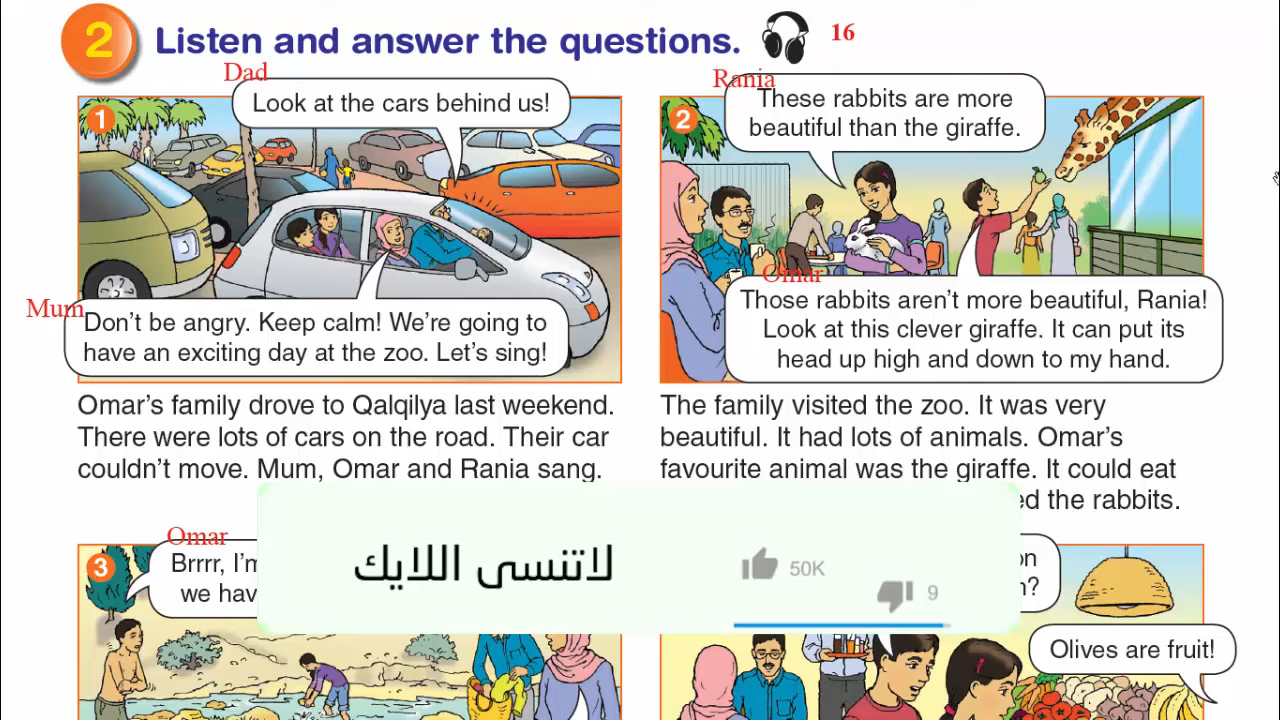 2 Listen and answer the questions. 16
Dad
Look at the cars behind us!
1
Mum
Don't be angry. Keep calm! We're going to
have an exciting day at the zoo. Let's sing!
Omar's family drove to Qalqilya last weekend.
There were lots of cars on the road. Their car
couldn't move. Mum, Omar and Rania sang.
Rania
2
These rabbits are more
beautiful than the giraffe.
Omar
Those rabbits aren't more beautiful, Rania!
Look at this clever giraffe. It can put its
head up high and down to my hand.
The family visited the zoo. It was very
beautiful. It had lots of animals. Omar's
favourite animal was the giraffe. It could eat
the rabbits.
لاتنسى اللايك
50K
9
Omar
3
Brrrr,
we
Olives are fruit!